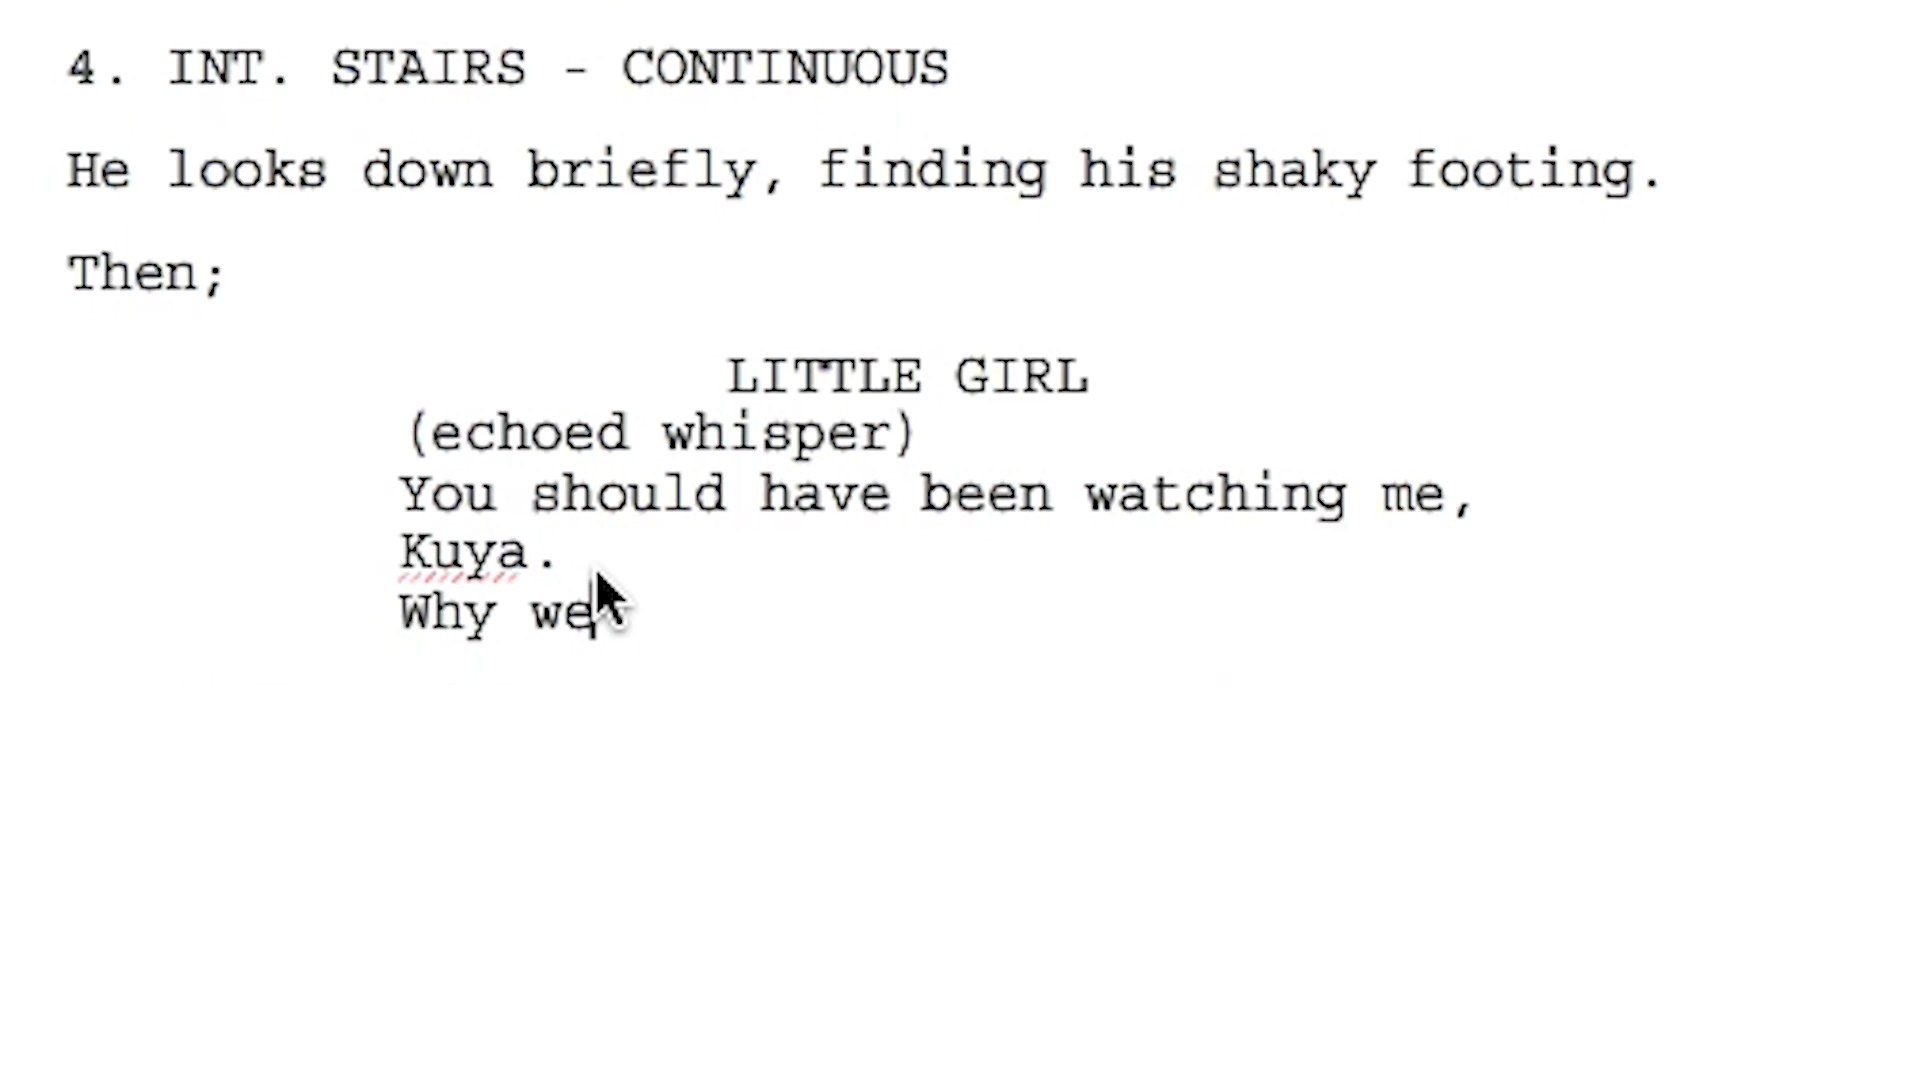 4. INT. STAIRS - CONTINUOUS
He looks down briefly, finding his shaky footing.
Then;
LITTLE GIRL
(echoed whisper)
You should have been watching me,
Kuya.
Why we